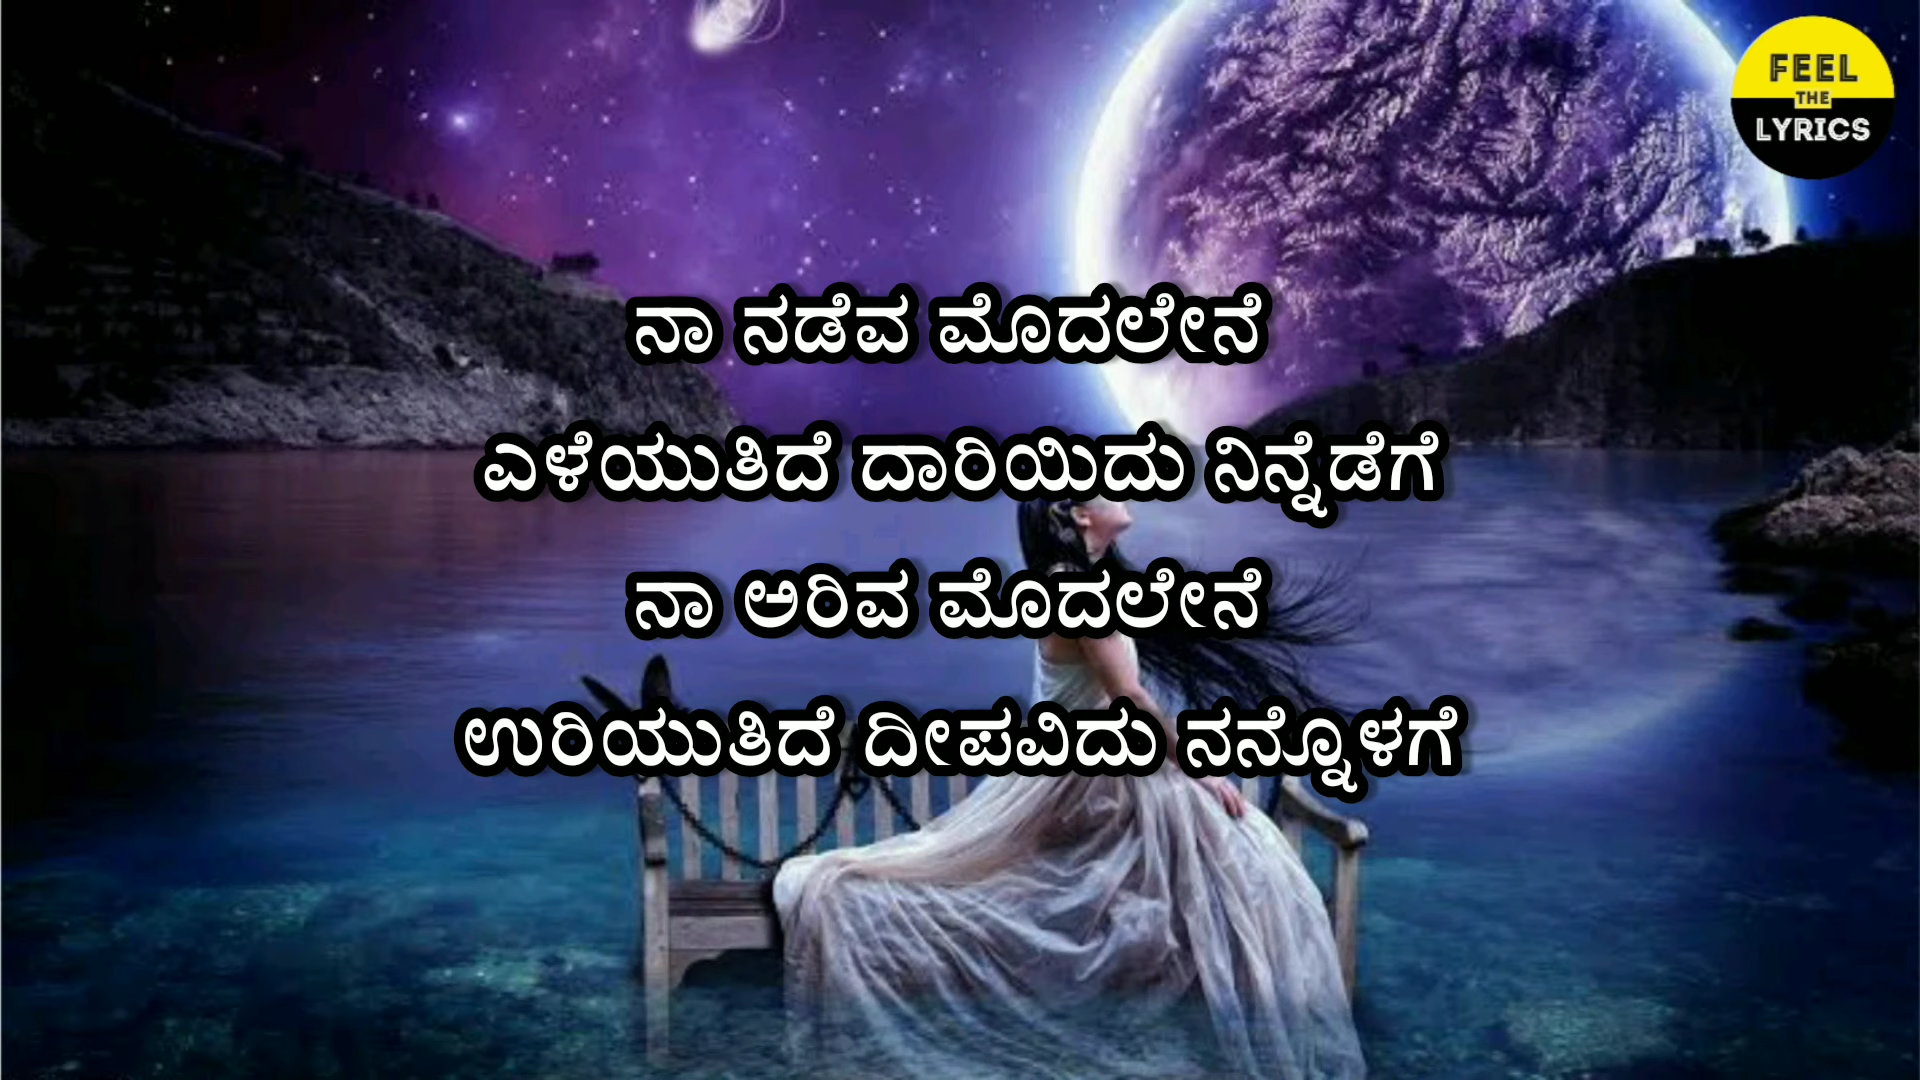 FEEL
THE
LYRICS
ನಾ ನಡೆವ ಮೊದಲೇನೆ
ಎಳೆಯುತಿದೆ ದಾರಿಯಿದು ನಿನ್ನೆಡೆಗೆ
ನಾ ಅರಿವ ಮೊದಲೇನೆ
ಉರಿಯುತಿದೆ ದೀಪವಿದು ನನ್ನೊಳಗೆ